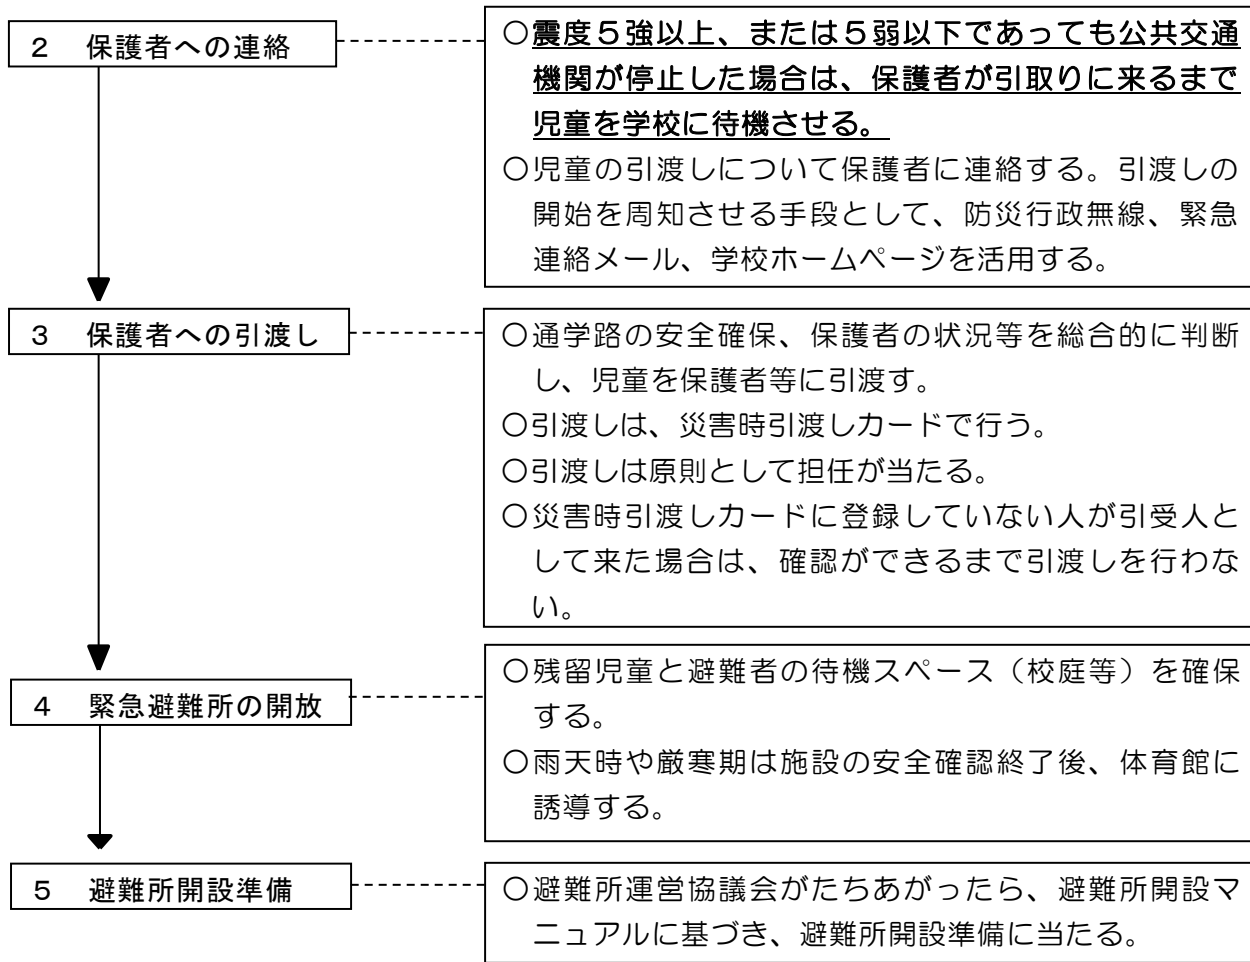 ２　保護者への連絡
○震度５強以上、または５弱以下であっても公共交通
機関が停止した場合は、保護者が引取りに来るまで
児童を学校に待機させる。
○児童の引渡しについて保護者に連絡する。引渡しの
開始を周知させる手段として、防災行政無線、緊急
連絡メール、学校ホームページを活用する。
３　保護者への引渡し
○通学路の安全確保、保護者の状況等を総合的に判断
し、児童を保護者等に引渡す。
○引渡しは、災害時引渡しカードで行う。
○引渡しは原則として担任が当たる。
○災害時引渡しカードに登録していない人が引受人と
して来た場合は、確認ができるまで引渡しを行わな
い。
４　緊急避難所の開放
○残留児童と避難者の待機スペース（校庭等）を確保
する。
○雨天時や厳寒期は施設の安全確認終了後、体育館に
誘導する。
５　避難所開設準備
○避難所運営協議会がたちあがったら、避難所開設マ
ニュアルに基づき、避難所開設準備に当たる。